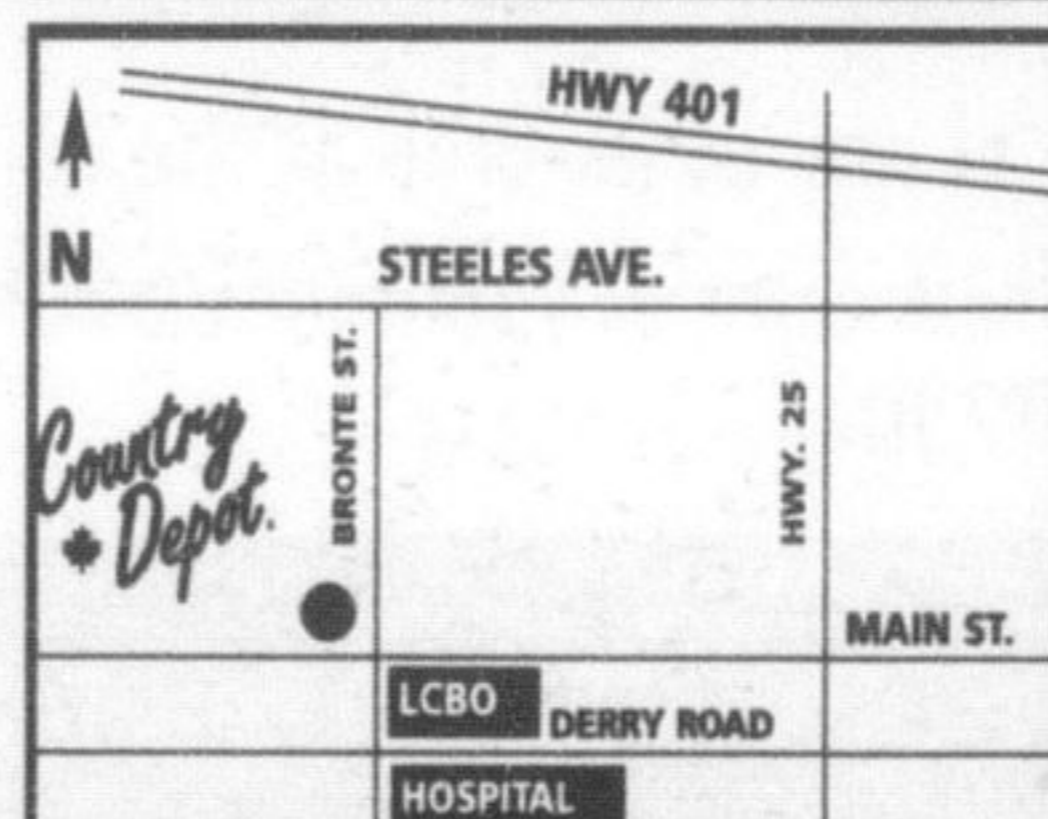 HWY 401
N
STEELES AVE.
BRONTE ST.
HWY. 25
Country
Depot.
MAIN ST.
LCBO
DERRY ROAD
HOSPITAL